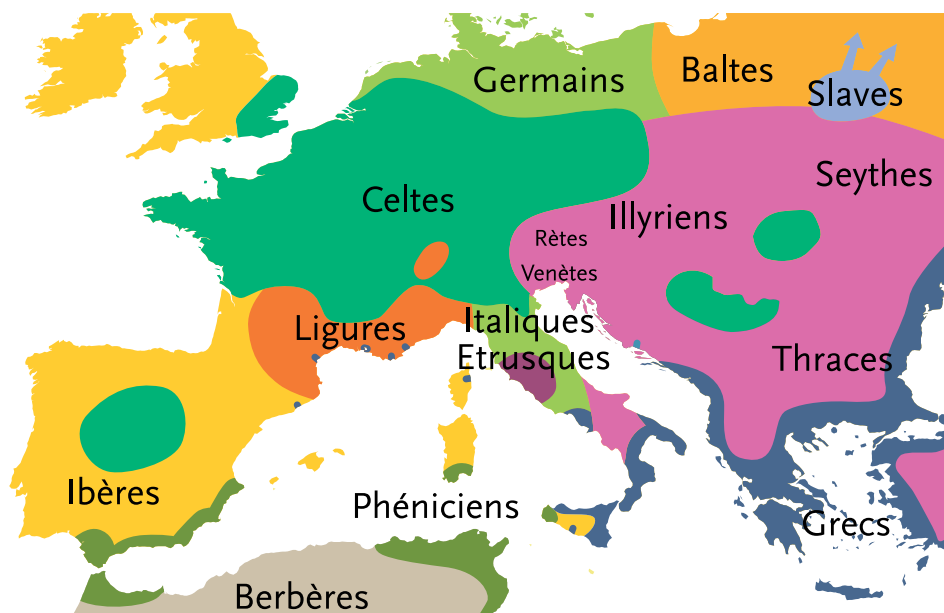 Germains
Baltes
Slaves
Seythes
Celtes
Illyriens
Rètes
Venètes
Italiques
Ligures
Etrusques
Thraces
Ibères
Phéniciens
Grecs
Berbères